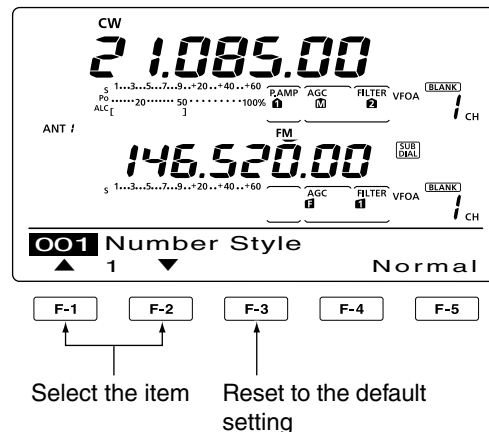 CW
21.085.00
S 1...3...5...7...9..+20..+40..+60
Po ......20........50..........100%
ALC [ ]
P.AMP AGC FILTER VFOA BLANK
1 M 2
1 CH
ANT 1
FM
146.520.00
SUB DIAL
S 1...3...5...7...9..+20..+40..+60
AGC FILTER VFOA BLANK
F 1
1 CH
001 Number Style
▲ 1 ▼ Normal
F-1 F-2 F-3 F-4 F-5
Select the item
Reset to the default
setting